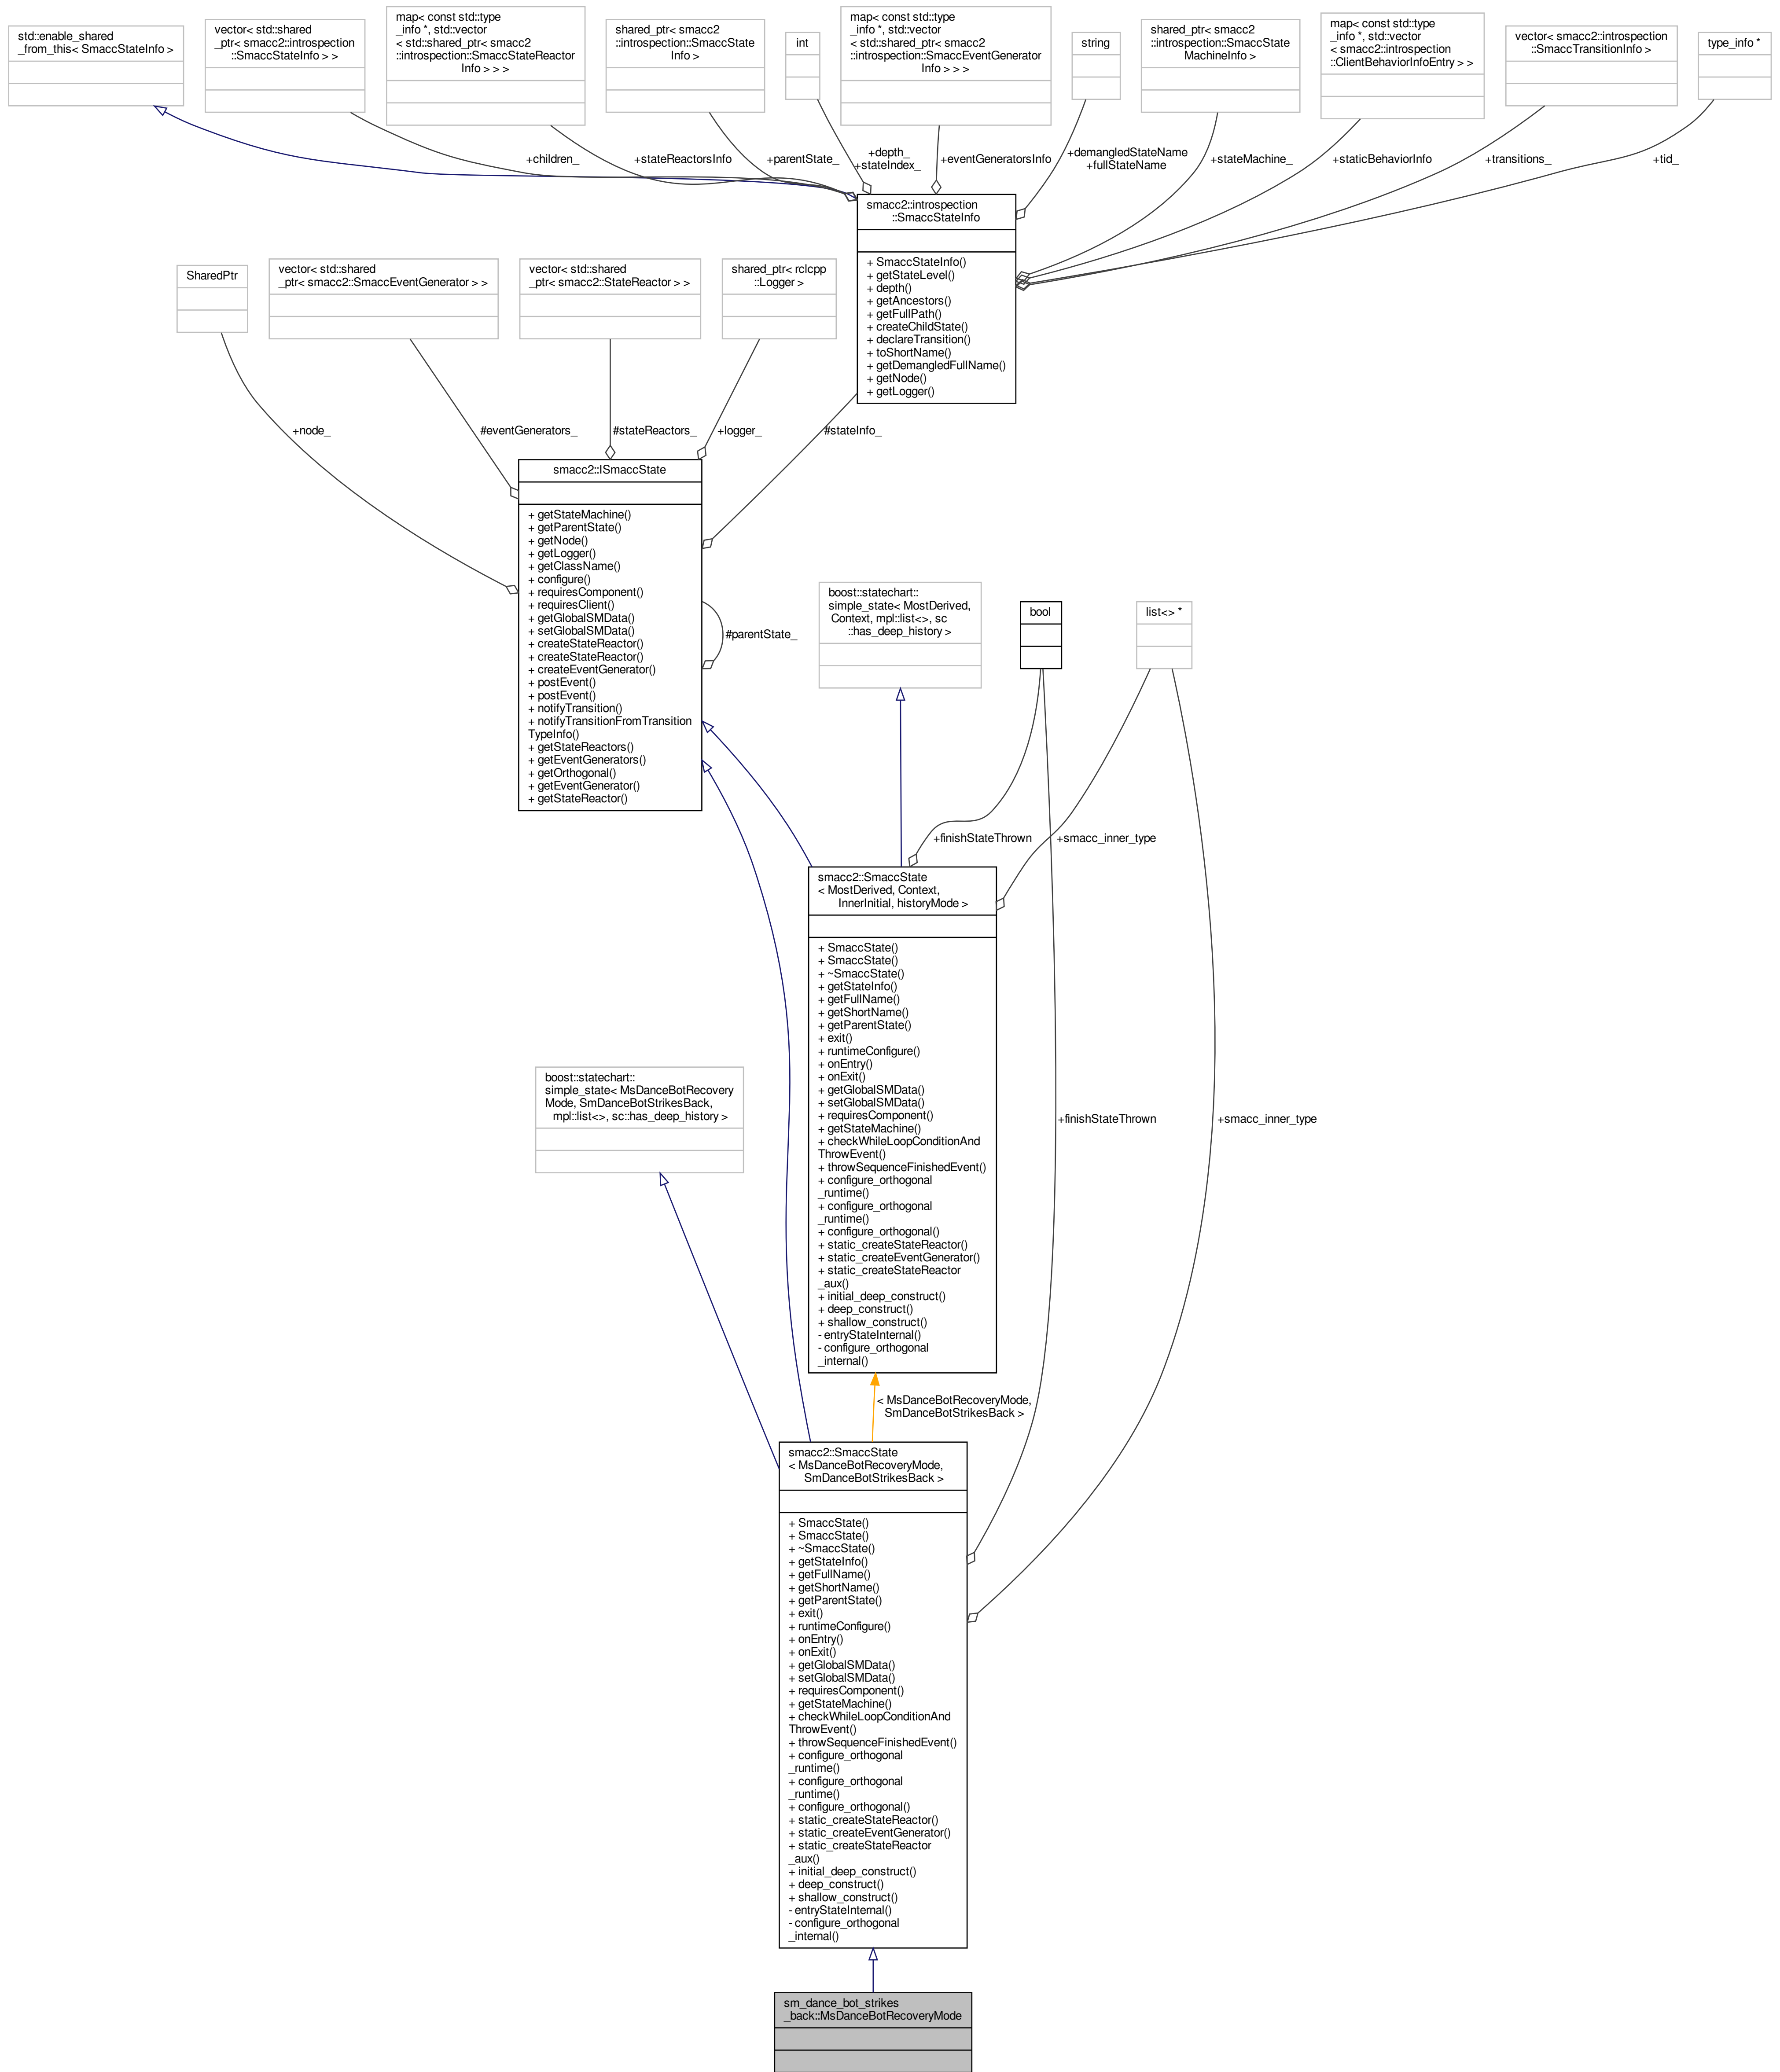 std::enable_shared
_from_this< SmaccStateInfo >
vector< std::shared
_ptr< smacc2::introspection
::SmaccStateInfo > >
map< const std::type
_info *, std::vector
< std::shared_ptr< smacc2
::introspection::SmaccStateReactor
Info > > >
shared_ptr< smacc2
::introspection::SmaccState
Info >
int
map< const std::type
_info *, std::vector
< std::shared_ptr< smacc2
::introspection::SmaccEventGenerator
Info > > >
string
shared_ptr< smacc2
::introspection::SmaccState
MachineInfo >
map< const std::type
_info *, std::vector
< smacc2::introspection
::ClientBehaviorInfoEntry > >
vector< smacc2::introspection
::SmaccTransitionInfo >
type_info *
+children_
+stateReactorsInfo
+parentState_
+depth_
+stateIndex_
+eventGeneratorsInfo
+demangledStateName
+fullStateName
+stateMachine_
+staticBehaviorInfo
+transitions_
+tid_
smacc2::introspection
::SmaccStateInfo
+ SmaccStateInfo()
+ getStateLevel()
+ depth()
+ getAncestors()
+ getFullPath()
+ createChildState()
+ declareTransition()
+ toShortName()
+ getDemangledFullName()
+ getNode()
+ getLogger()
SharedPtr
vector< std::shared
_ptr< smacc2::SmaccEventGenerator > >
vector< std::shared
_ptr< smacc2::StateReactor > >
shared_ptr< rclcpp
::Logger >
+node_
#eventGenerators_
#stateReactors_
+logger_
#stateInfo_
smacc2::ISmaccState
+ getStateMachine()
+ getParentState()
+ getNode()
+ getLogger()
+ getClassName()
+ configure()
+ requiresComponent()
+ requiresClient()
+ getGlobalSMData()
+ setGlobalSMData()
+ createStateReactor()
+ createStateReactor()
+ createEventGenerator()
+ postEvent()
+ postEvent()
+ notifyTransition()
+ notifyTransitionFromTransition
TypeInfo()
+ getStateReactors()
+ getEventGenerators()
+ getOrthogonal()
+ getEventGenerator()
+ getStateReactor()
#parentState_
boost::statechart::
simple_state< MostDerived,
Context, mpl::list<>, sc
::has_deep_history >
bool
list<> *
+finishStateThrown
+smacc_inner_type
smacc2::SmaccState
< MostDerived, Context,
InnerInitial, historyMode >
+ SmaccState()
+ SmaccState()
+ ~SmaccState()
+ getStateInfo()
+ getFullName()
+ getShortName()
+ getParentState()
+ exit()
+ runtimeConfigure()
+ onEntry()
+ onExit()
+ getGlobalSMData()
+ setGlobalSMData()
+ requiresComponent()
+ getStateMachine()
+ checkWhileLoopConditionAnd
ThrowEvent()
+ throwSequenceFinishedEvent()
+ configure_orthogonal
_runtime()
+ configure_orthogonal
_runtime()
+ configure_orthogonal()
+ static_createStateReactor()
+ static_createEventGenerator()
+ static_createStateReactor
_aux()
+ initial_deep_construct()
+ deep_construct()
+ shallow_construct()
- entryStateInternal()
- configure_orthogonal
_internal()
boost::statechart::
simple_state< MsDanceBotRecovery
Mode, SmDanceBotStrikesBack,
mpl::list<>, sc::has_deep_history >
+finishStateThrown
+smacc_inner_type
< MsDanceBotRecoveryMode,
SmDanceBotStrikesBack >
smacc2::SmaccState
< MsDanceBotRecoveryMode,
SmDanceBotStrikesBack >
+ SmaccState()
+ SmaccState()
+ ~SmaccState()
+ getStateInfo()
+ getFullName()
+ getShortName()
+ getParentState()
+ exit()
+ runtimeConfigure()
+ onEntry()
+ onExit()
+ getGlobalSMData()
+ setGlobalSMData()
+ requiresComponent()
+ getStateMachine()
+ checkWhileLoopConditionAnd
ThrowEvent()
+ throwSequenceFinishedEvent()
+ configure_orthogonal
_runtime()
+ configure_orthogonal
_runtime()
+ configure_orthogonal()
+ static_createStateReactor()
+ static_createEventGenerator()
+ static_createStateReactor
_aux()
+ initial_deep_construct()
+ deep_construct()
+ shallow_construct()
- entryStateInternal()
- configure_orthogonal
_internal()
sm_dance_bot_strikes
_back::MsDanceBotRecoveryMode